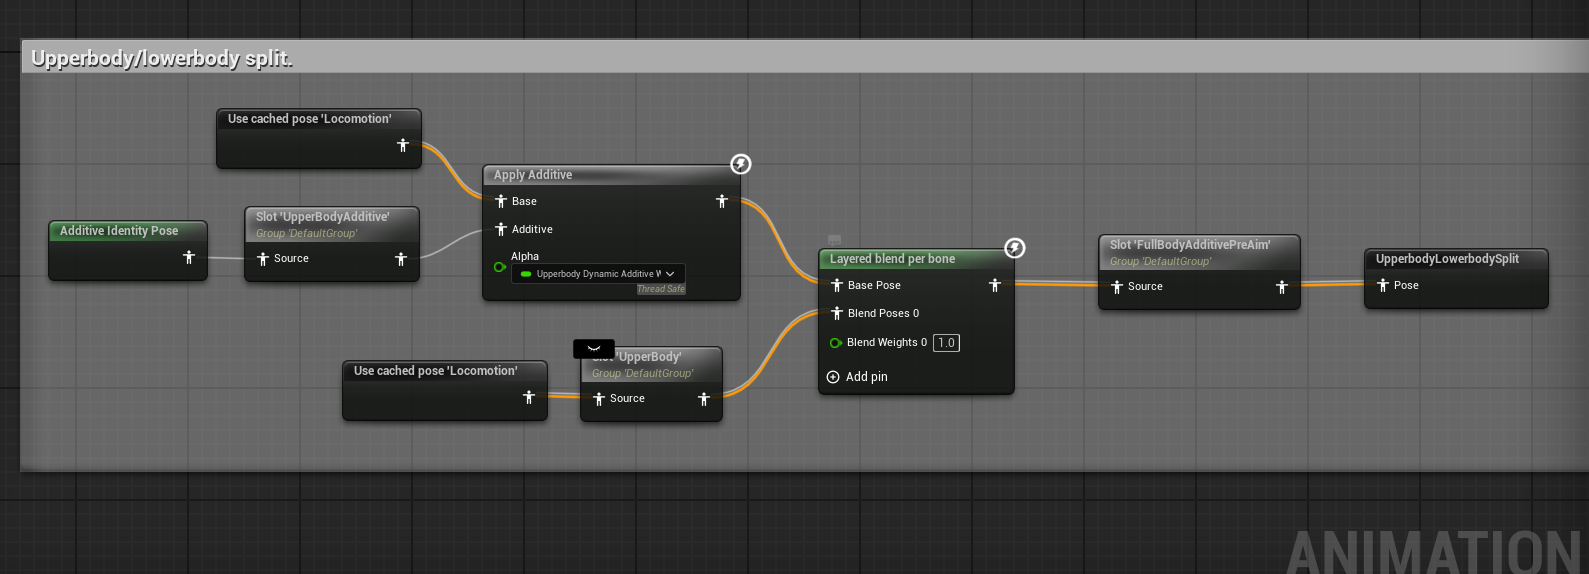 Upperbody/lowerbody split.
Use cached pose 'Locomotion'
Additive Identity Pose
Slot 'UpperBodyAdditive'
Group 'DefaultGroup'
Source
Apply Additive
Base
Additive
Alpha
Upperbody Dynamic Additive W
Thread Safe
Use cached pose 'Locomotion'
Slot 'UpperBody'
Group 'DefaultGroup'
Source
Layered blend per bone
Base Pose
Blend Poses 0
Blend Weights 0 1.0
Add pin
Slot 'FullBodyAdditivePreAim'
Group 'DefaultGroup'
Source
UpperbodyLowerbodySplit
Pose
ANIMATION